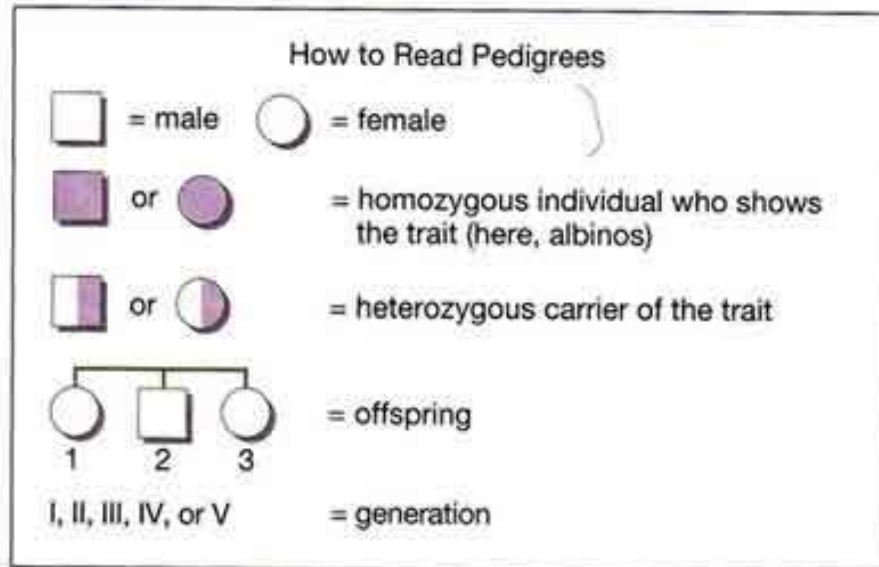 How to Read Pedigrees
= male = female
or = homozygous individual who shows
the trait (here, albinos)
or = heterozygous carrier of the trait
= offspring
1 2 3
I, II, III, IV, or V = generation